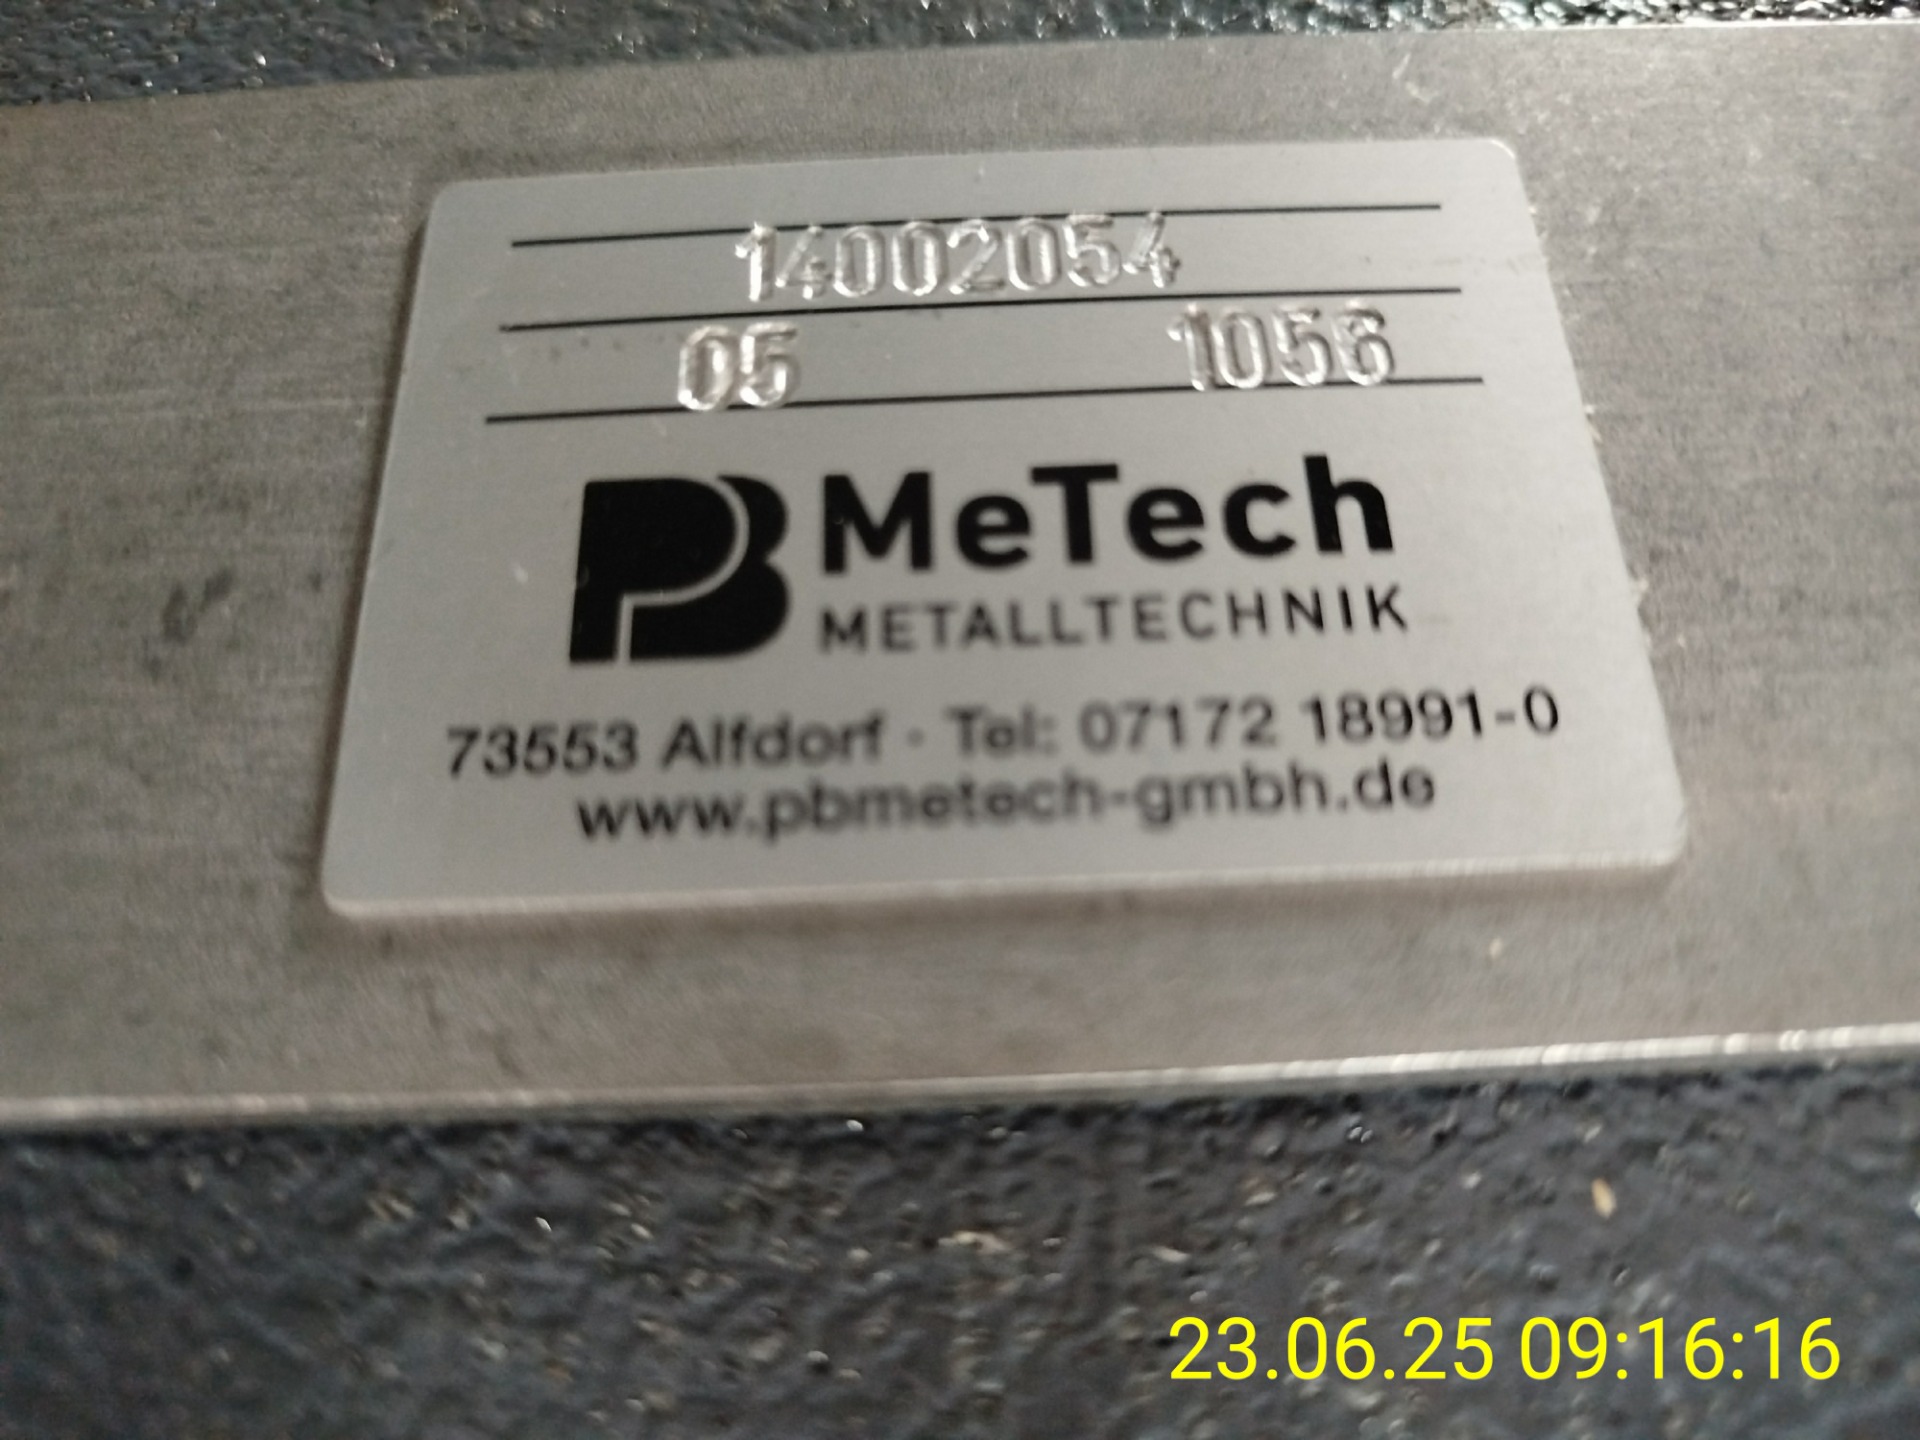 14002054
05 1056
PB MeTech
METALLTECHNIK
73553 Alfdorf · Tel: 07172 18991-0
www.pbmetech-gmbh.de
23.06.25 09:16:16